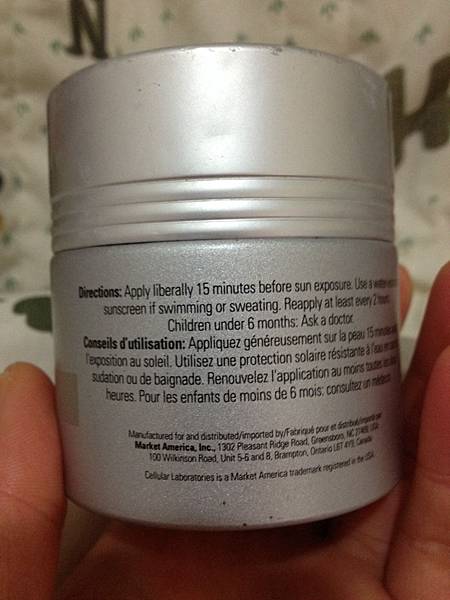 Directions: Apply liberally 15 minutes before sun exposure. Use a
sunscreen if swimming or sweating. Reapply at least every 2 hours.
Children under 6 months: Ask a doctor.
Conseils d'utilisation: Appliquez généreusement sur la peau 15 minutes
l'exposition au soleil. Utilisez une protection solaire résistante à l'eau en
sudation ou de baignade. Renouvelez l'application au moins toutes les
heures. Pour les enfants de moins de 6 mois: consultez un médecin.
Manufactured for and distributed/imported by/Fabriqué pour et distribué/importé par
Market America, Inc., 1302 Pleasant Ridge Road, Greensboro, NC 27409, USA
100 Wilkinson Road, Unit 5-6 and 8, Brampton, Ontario L6T 4Y9, Canada
Cellular Laboratories is a Market America trademark registered in the USA.